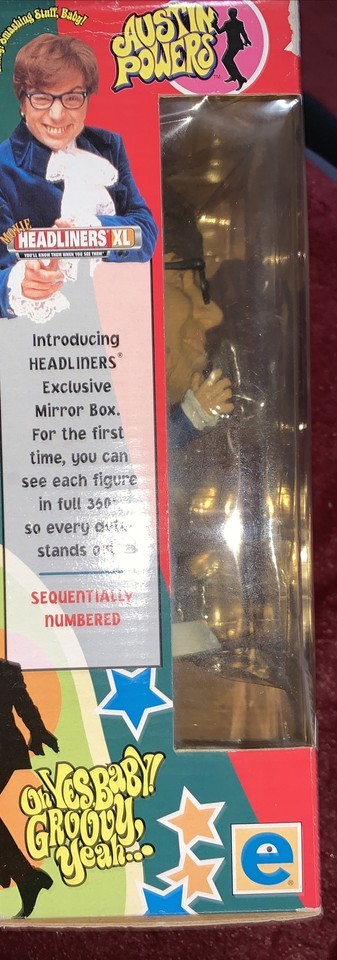 Smashing Stuff, Baby!
AUSTIN
POWERS™
MOVIE
HEADLINERS XL
YOU'LL KNOW THEM WHEN YOU SEE THEM
Introducing
HEADLINERS®
Exclusive
Mirror Box.
For the first
time, you can
see each figure
in full 360°
so every
stands
SEQUENTIALLY
NUMBERED
Oh YES BABY!
GROOVY,
Yeah...
e®